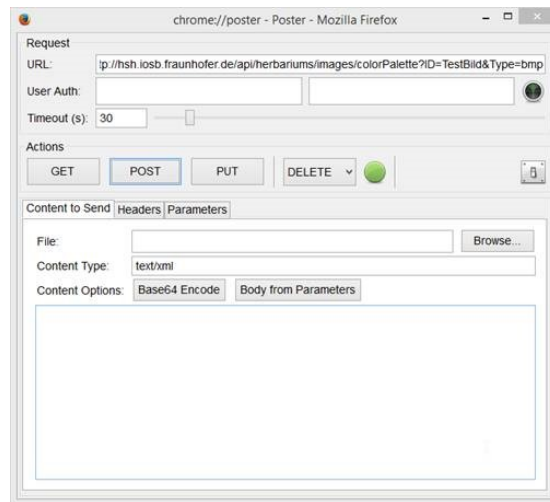 chrome://poster - Poster - Mozilla Firefox
Request
URL: :p://hsh.iosb.fraunhofer.de/api/herbariums/images/colorPalette?ID=TestBild&Type=bmp
User Auth:
Timeout (s): 30
Actions
GET POST PUT DELETE
Content to Send Headers Parameters
File: Browse...
Content Type: text/xml
Content Options: Base64 Encode Body from Parameters